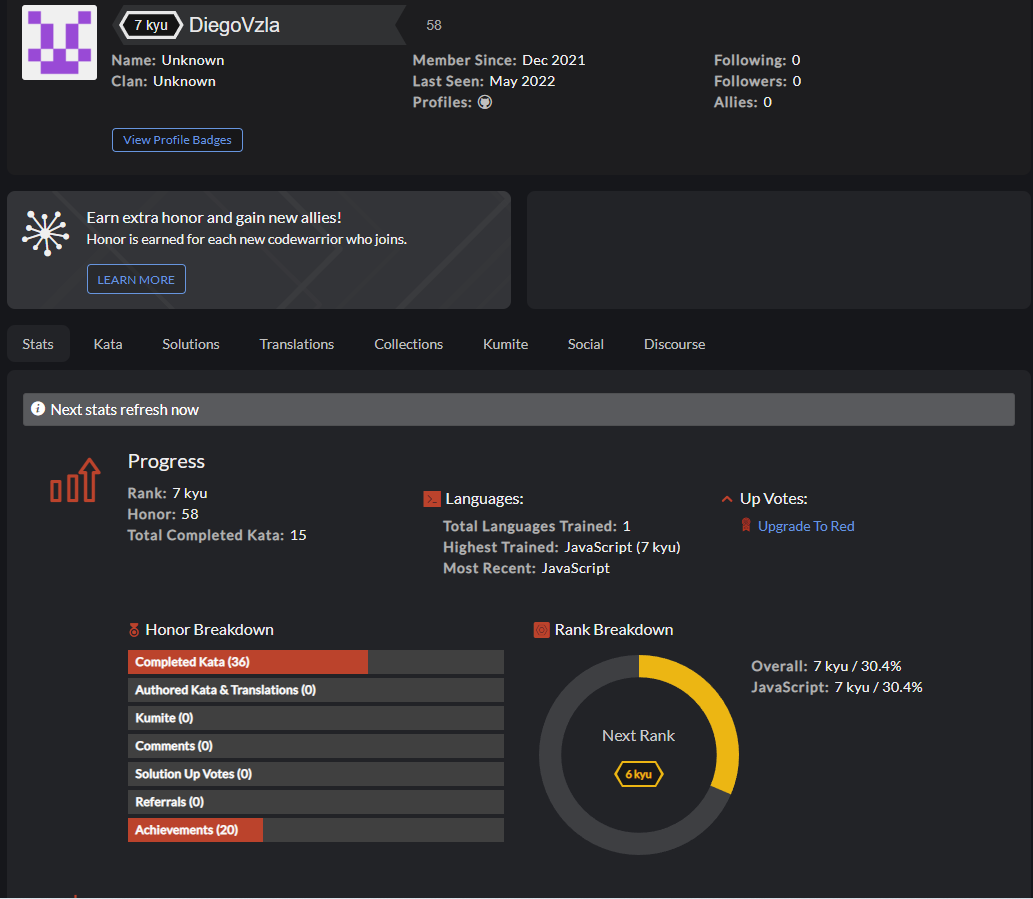 7 kyu DiegoVzla 58
Name: Unknown
Clan: Unknown
Member Since: Dec 2021
Last Seen: May 2022
Profiles:
Following: 0
Followers: 0
Allies: 0
View Profile Badges
Earn extra honor and gain new allies!
Honor is earned for each new codewarrior who joins.
LEARN MORE
Stats Kata Solutions Translations Collections Kumite Social Discourse
Next stats refresh now
Progress
Rank: 7 kyu
Honor: 58
Total Completed Kata: 15
Languages:
Total Languages Trained: 1
Highest Trained: JavaScript (7 kyu)
Most Recent: JavaScript
Up Votes:
Upgrade To Red
Honor Breakdown
Completed Kata (36)
Authored Kata & Translations (0)
Kumite (0)
Comments (0)
Solution Up Votes (0)
Referrals (0)
Achievements (20)
Rank Breakdown
Next Rank
6 kyu
Overall: 7 kyu / 30.4%
JavaScript: 7 kyu / 30.4%